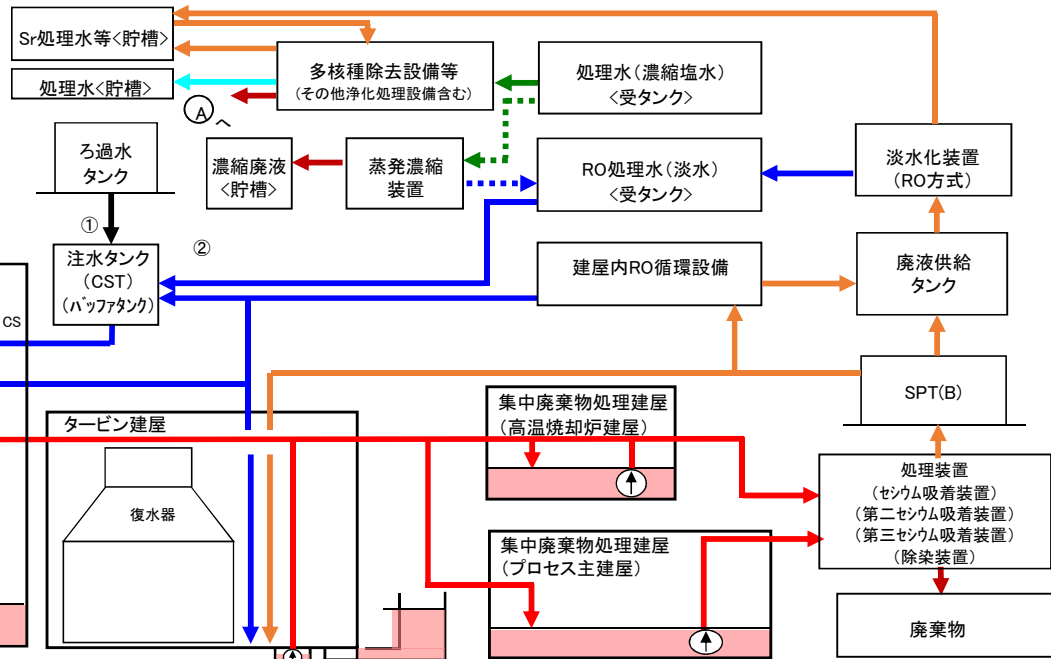 Sr処理水等<貯槽>
処理水<貯槽>
多核種除去設備等
(その他浄化処理設備含む)
処理水(濃縮塩水)
<受タンク>
A
へ
ろ過水
タンク
濃縮廃液
<貯槽>
蒸発濃縮
装置
RO処理水(淡水)
<受タンク>
淡水化装置
(RO方式)
①
②
注水タンク
(CST)
(バッファタンク)
建屋内RO循環設備
廃液供給
タンク
CS
SPT(B)
タービン建屋
復水器
集中廃棄物処理建屋
(高温焼却炉建屋)
処理装置
(セシウム吸着装置)
(第二セシウム吸着装置)
(第三セシウム吸着装置)
(除染装置)
集中廃棄物処理建屋
(プロセス主建屋)
廃棄物